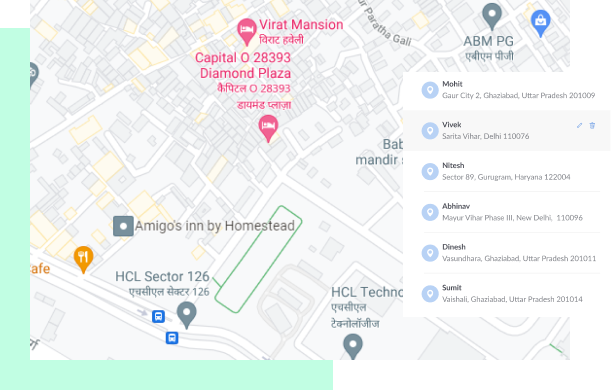 Virat Mansion
विराट हवेली
ur Paratha Gali
ABM PG
एबीएम पीजी
Capital O 28393
Diamond Plaza
कैपिटल O 28393
डायमंड प्लाज़ा
Bab
mandir
Amigo's inn by Homestead
afe
HCL Sector 126
एचसीएल सेक्टर 126
HCL Techno
एचसीएल
टेक्नोलॉजीज
Mohit
Gaur City 2, Ghaziabad, Uttar Pradesh 201009
Vivek
Sarita Vihar, Delhi 110076
Nitesh
Sector 89, Gurugram, Haryana 122004
Abhinav
Mayur Vihar Phase III, New Delhi, 110096
Dinesh
Vasundhara, Ghaziabad, Uttar Pradesh 201011
Sumit
Vaishali, Ghaziabad, Uttar Pradesh 201014